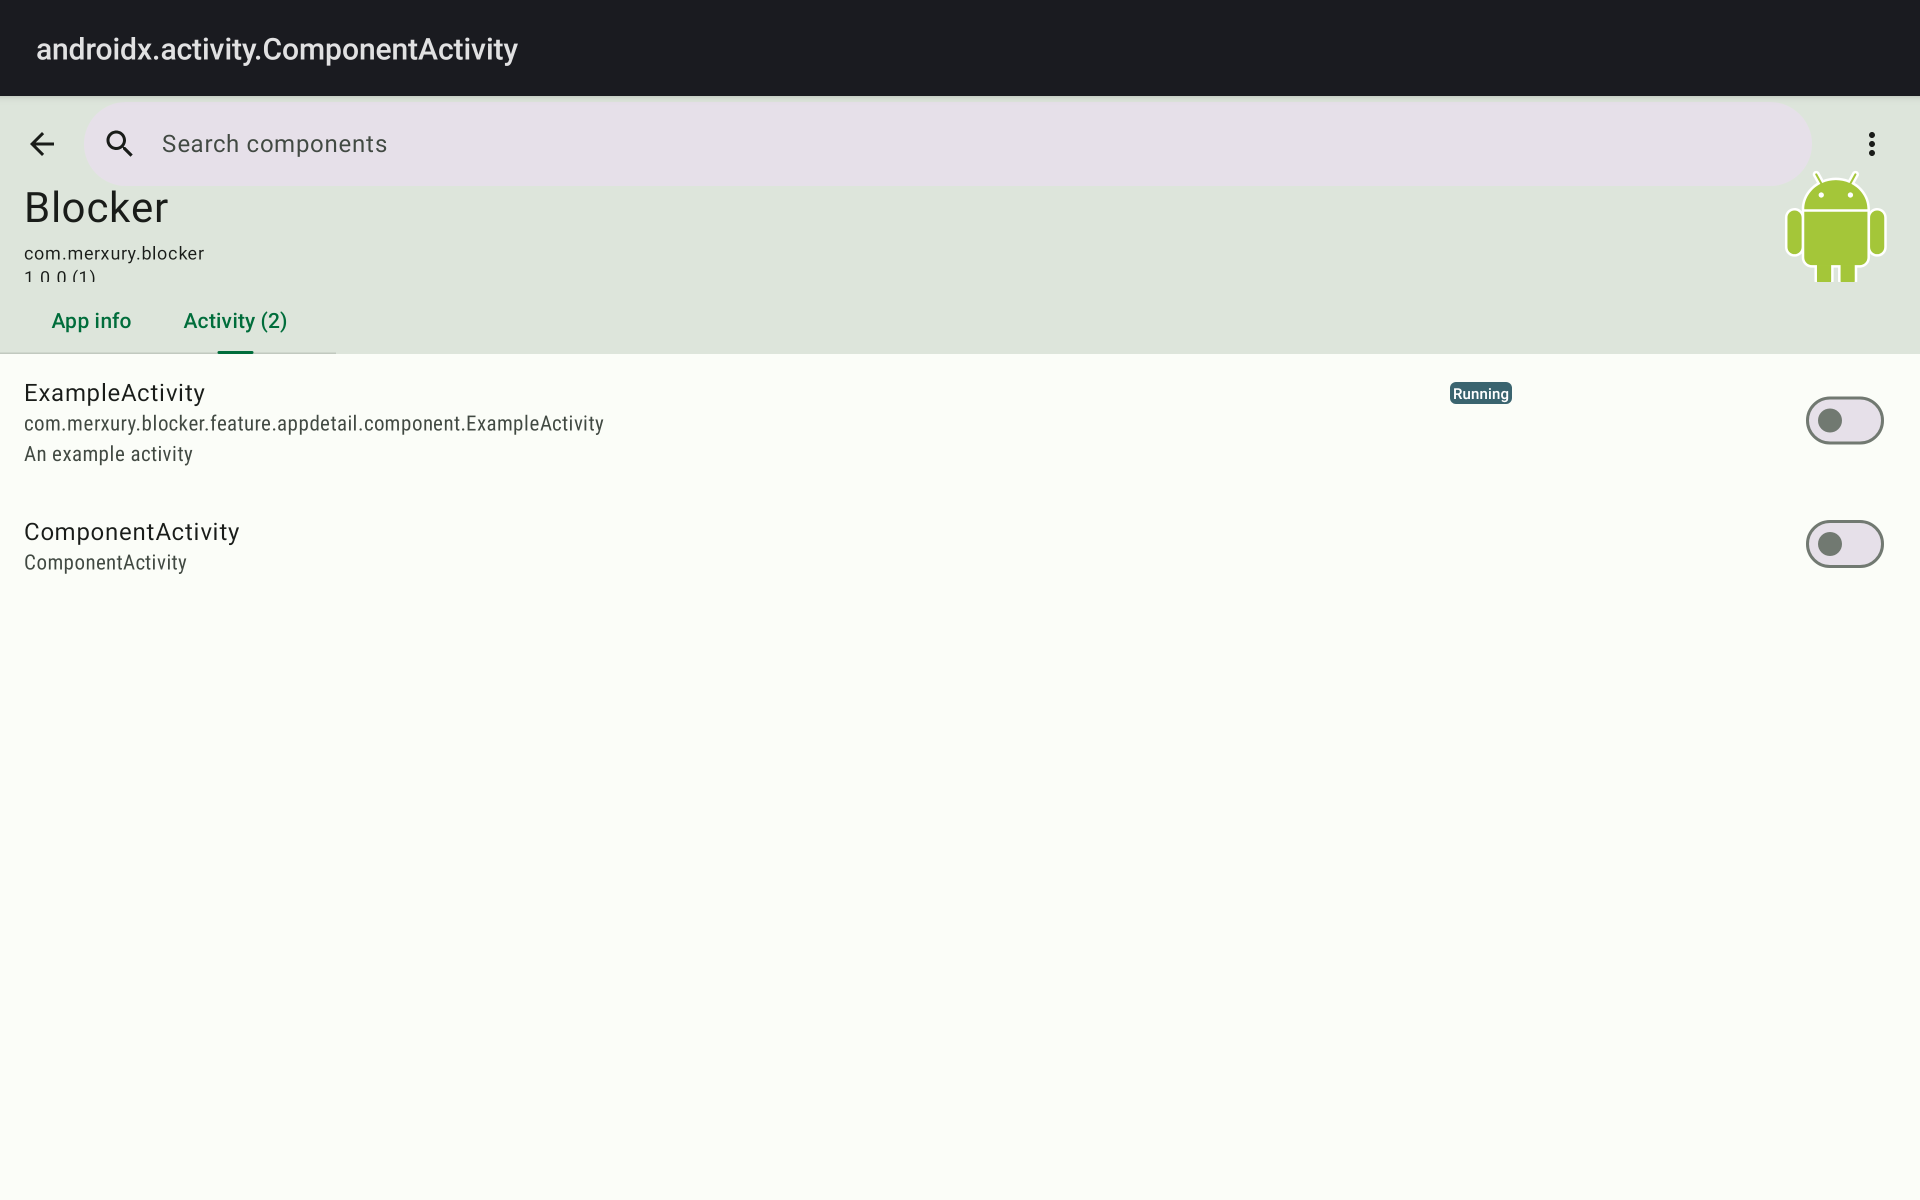 androidx.activity.ComponentActivity
Search components
Blocker
com.merxury.blocker
1.0.0 (1)
App info
Activity (2)
ExampleActivity
Running
com.merxury.blocker.feature.appdetail.component.ExampleActivity
An example activity
ComponentActivity
ComponentActivity